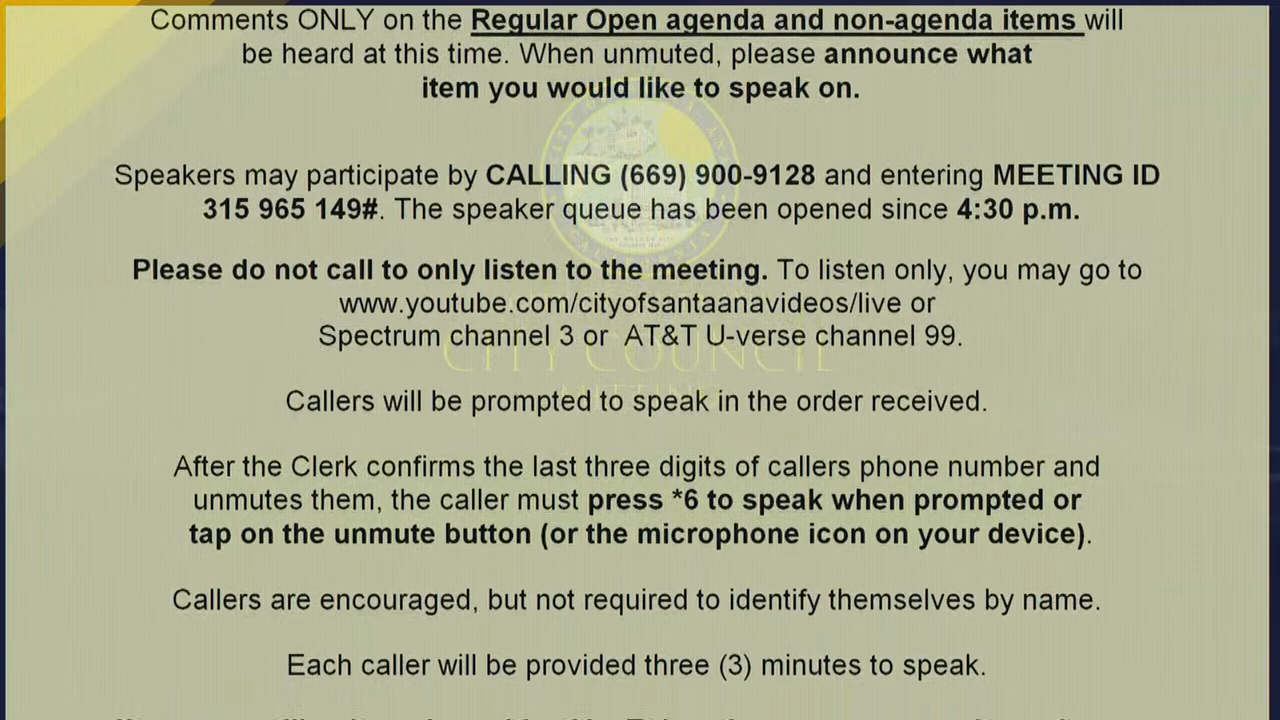 Comments ONLY on the Regular Open agenda and non-agenda items will
be heard at this time. When unmuted, please announce what
item you would like to speak on.
Speakers may participate by CALLING (669) 900-9128 and entering MEETING ID
315 965 149#. The speaker queue has been opened since 4:30 p.m.
Please do not call to only listen to the meeting. To listen only, you may go to
www.youtube.com/cityofsantaanavideos/live or
Spectrum channel 3 or AT&T U-verse channel 99.
CITY COUNCIL
MEETING
Callers will be prompted to speak in the order received.
After the Clerk confirms the last three digits of callers phone number and
unmutes them, the caller must press *6 to speak when prompted or
tap on the unmute button (or the microphone icon on your device).
Callers are encouraged, but not required to identify themselves by name.
Each caller will be provided three (3) minutes to speak.